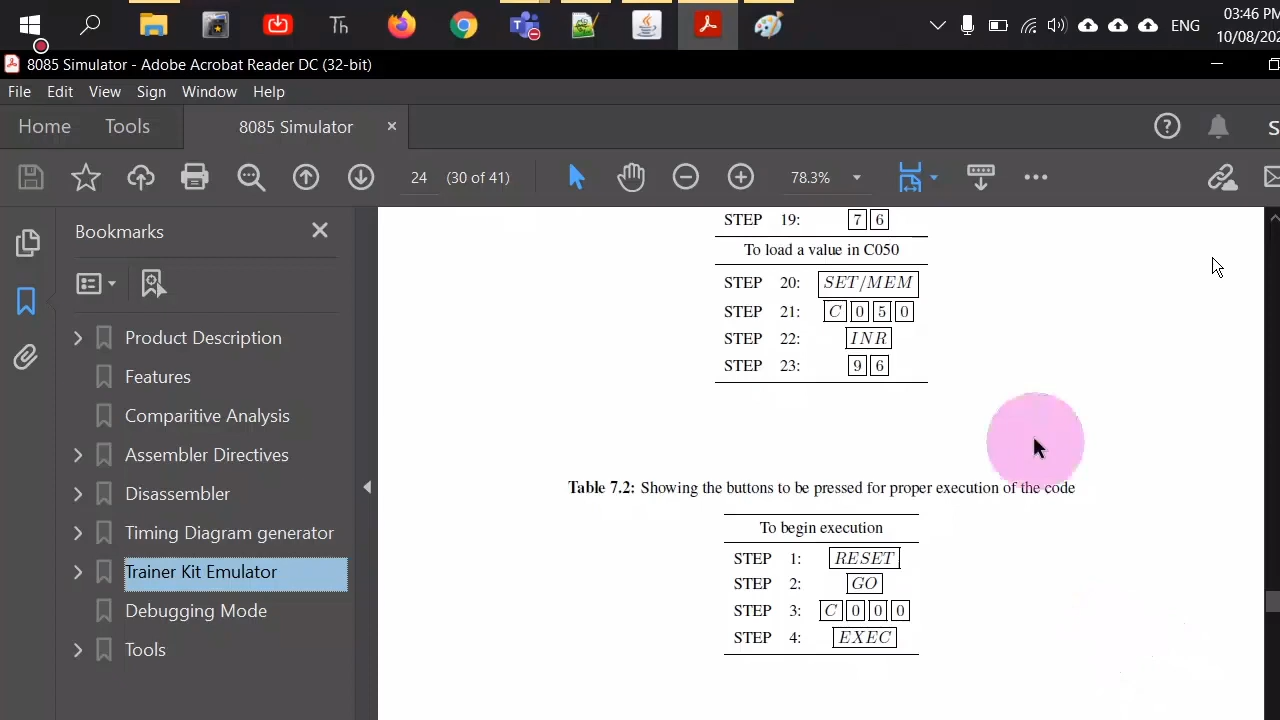 Th
ENG
03:46 PM
10/08/202
8085 Simulator - Adobe Acrobat Reader DC (32-bit)
File Edit View Sign Window Help
Home Tools 8085 Simulator × S
24 (30 of 41) 78.3%
Bookmarks
Product Description
Features
Comparitive Analysis
Assembler Directives
Disassembler
Timing Diagram generator
Trainer Kit Emulator
Debugging Mode
Tools
STEP 19: 7 6
To load a value in C050
STEP 20: SET/MEM
STEP 21: C 0 5 0
STEP 22: INR
STEP 23: 9 6
Table 7.2: Showing the buttons to be pressed for proper execution of the code
To begin execution
STEP 1: RESET
STEP 2: GO
STEP 3: C 0 0 0
STEP 4: EXEC